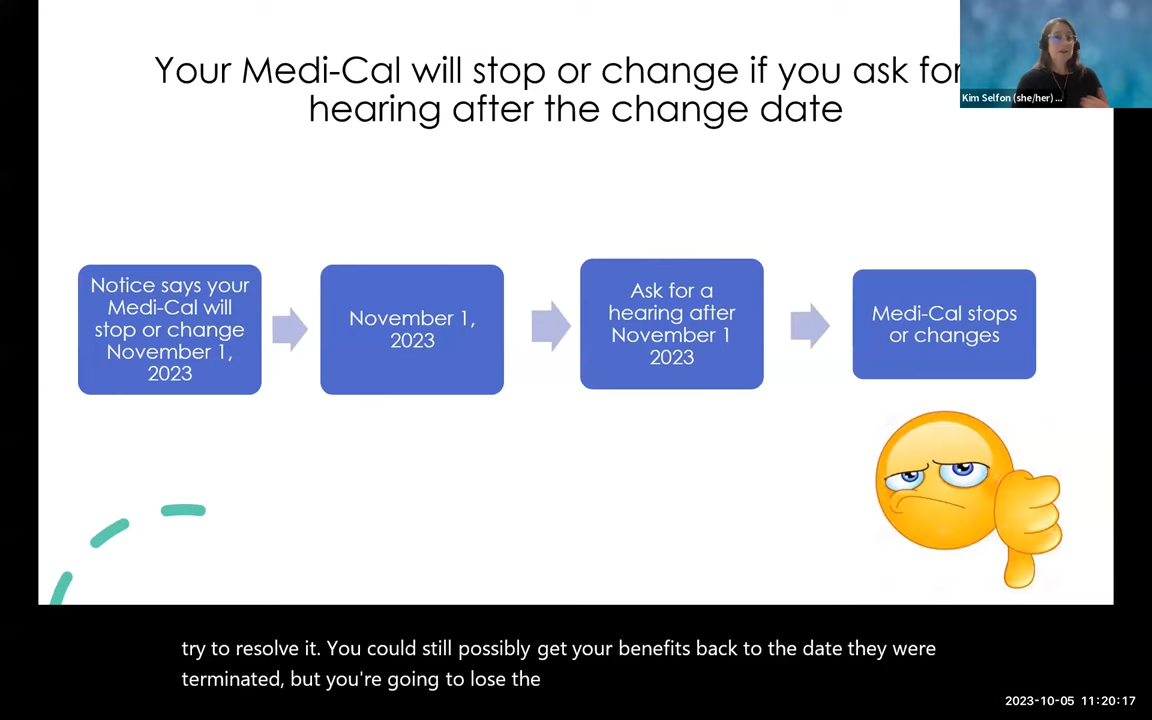 Your Medi-Cal will stop or change if you ask for
hearing after the change date
Kim Selfon (she/her) ...
Notice says your
Medi-Cal will
stop or change
November 1,
2023
November 1,
2023
Ask for a
hearing after
November 1
2023
Medi-Cal stops
or changes
try to resolve it. You could still possibly get your benefits back to the date they were
terminated, but you're going to lose the
2023-10-05 11:20:17